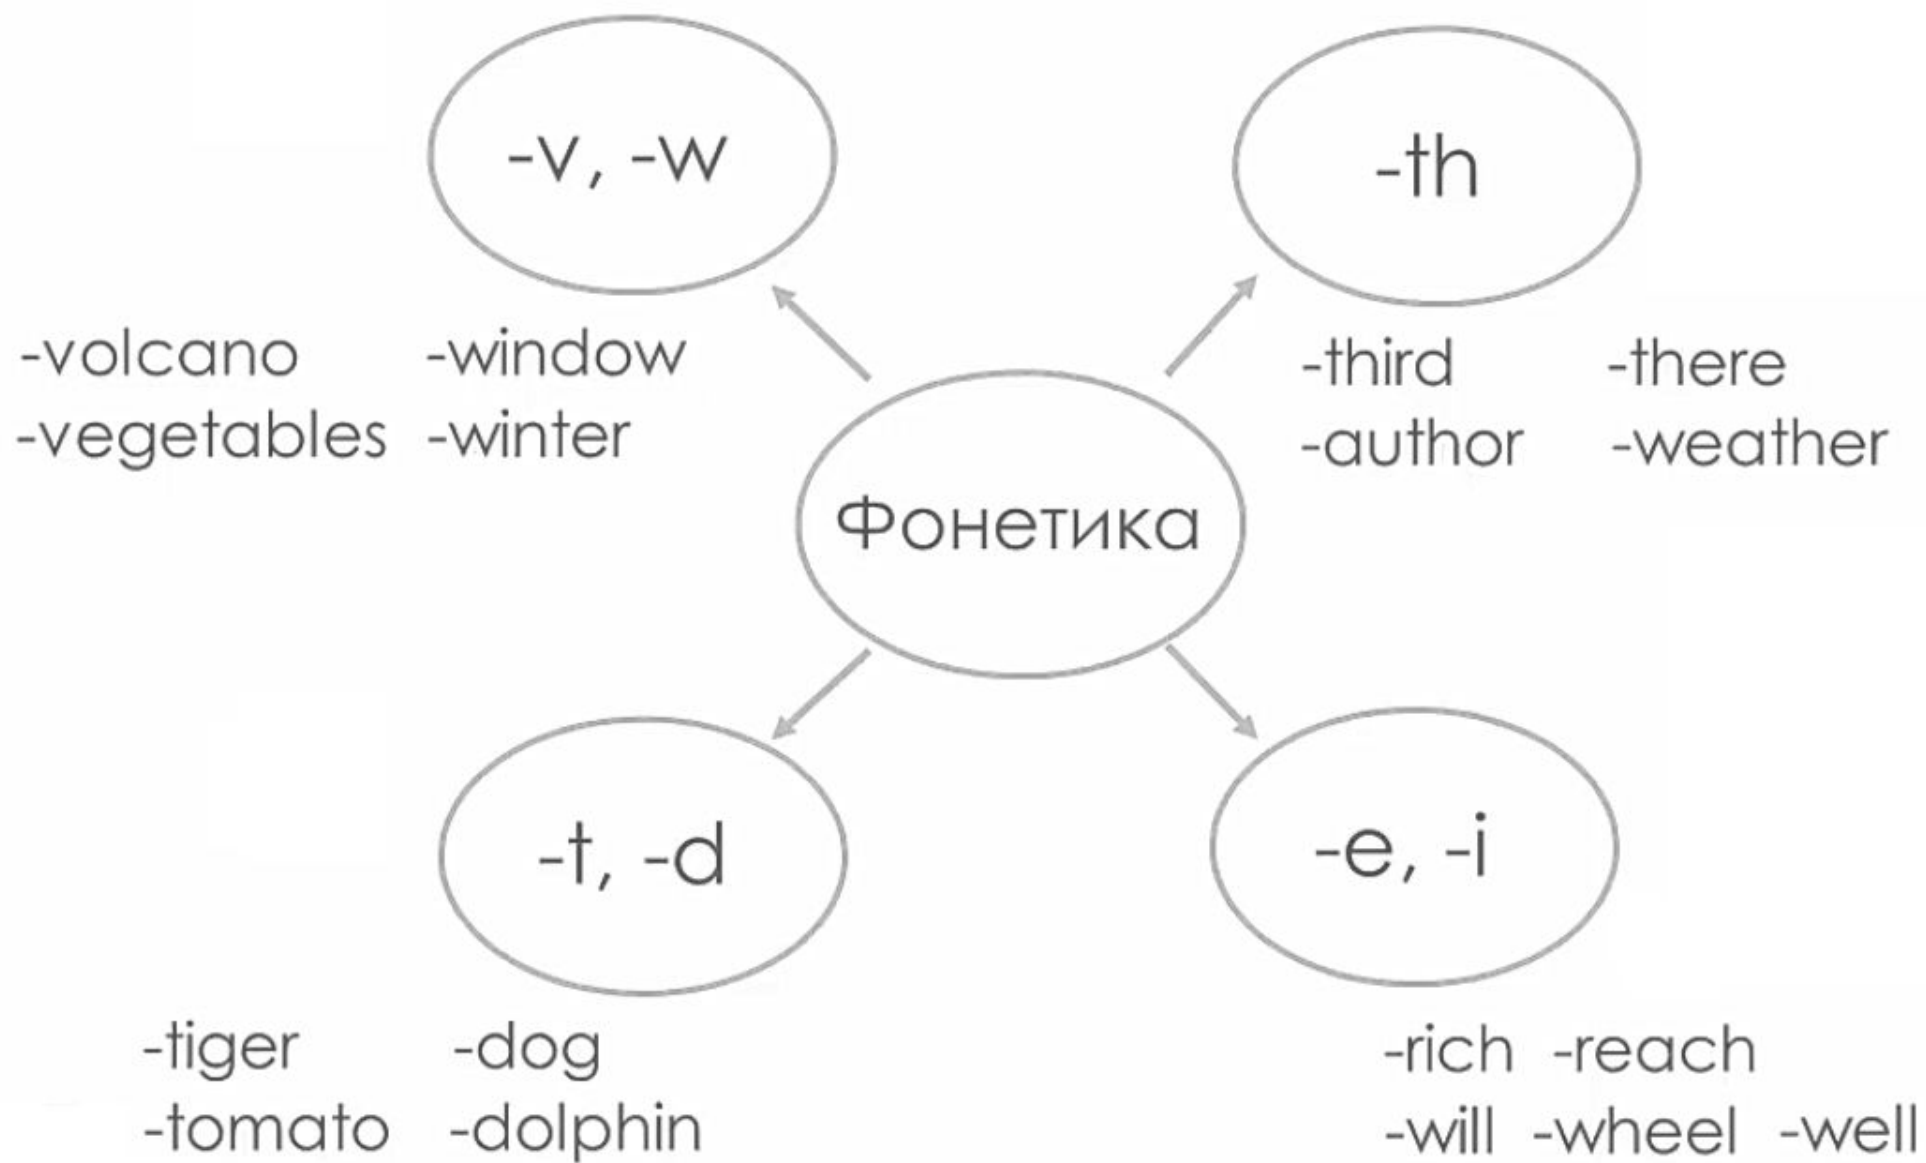 -v, -w
-th
-volcano -window
-vegetables -winter
-third -there
-author -weather
Фонетика
-t, -d
-e, -i
-tiger -dog
-tomato -dolphin
-rich -reach
-will -wheel -well